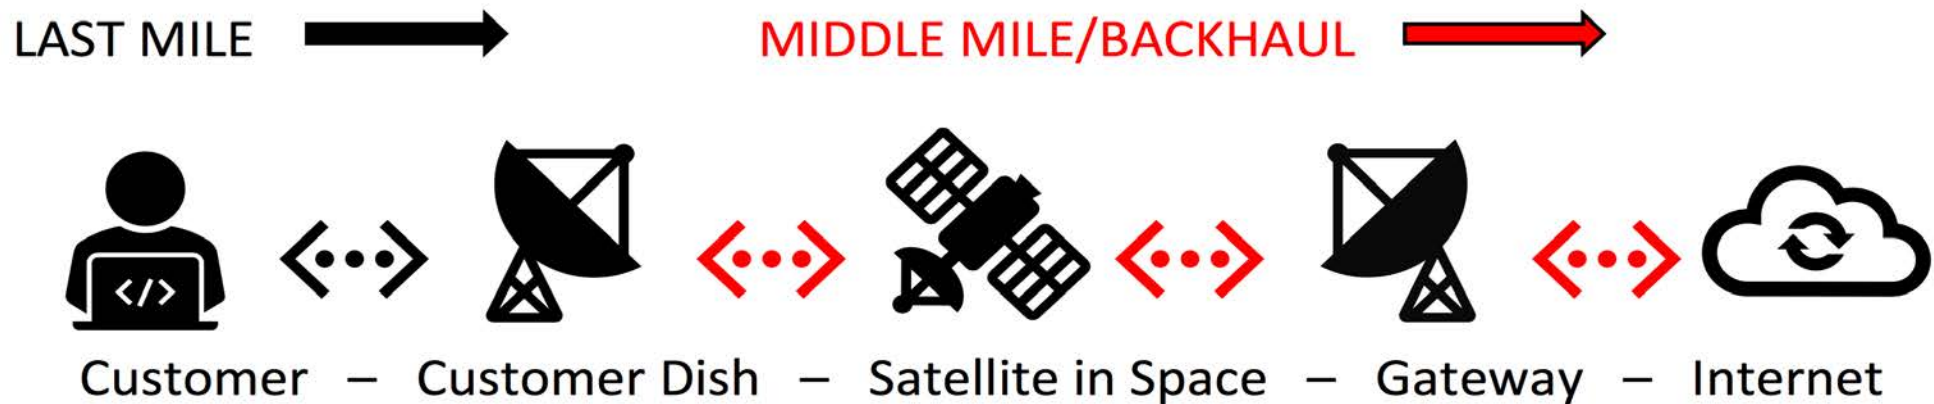 LAST MILE MIDDLE MILE/BACKHAUL
</>
Customer – Customer Dish – Satellite in Space – Gateway – Internet